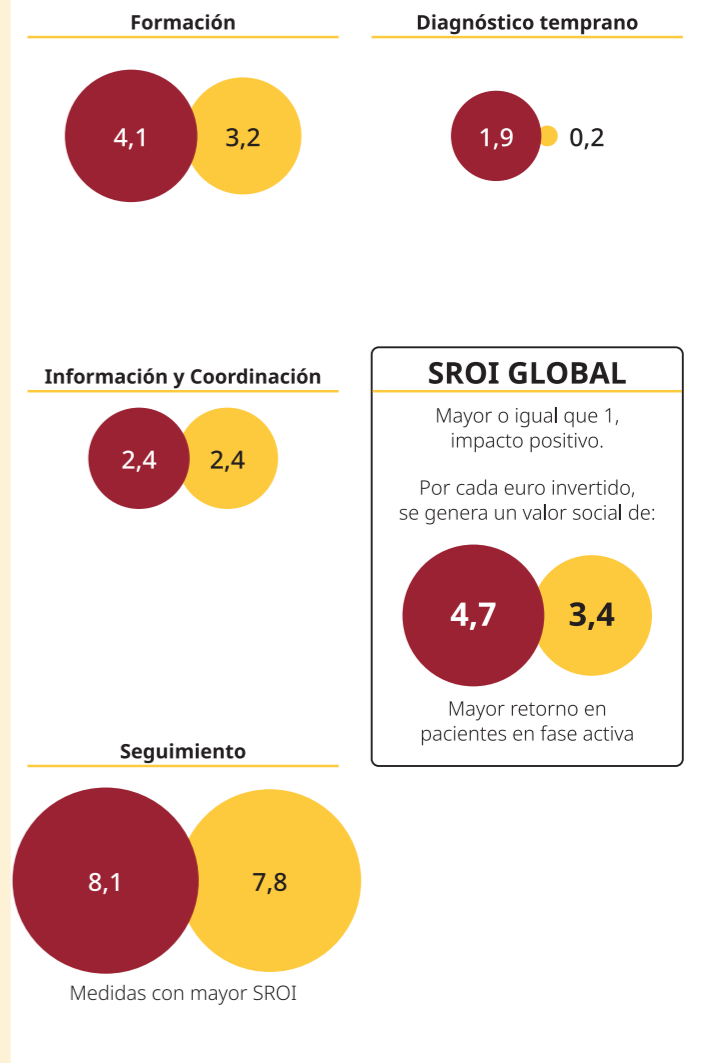 Formación
4,1
3,2
Diagnóstico temprano
1,9
0,2
Información y Coordinación
2,4
2,4
SROI GLOBAL
Mayor o igual que 1,
impacto positivo.
Por cada euro invertido,
se genera un valor social de:
4,7
3,4
Mayor retorno en
pacientes en fase activa
Seguimiento
8,1
7,8
Medidas con mayor SROI